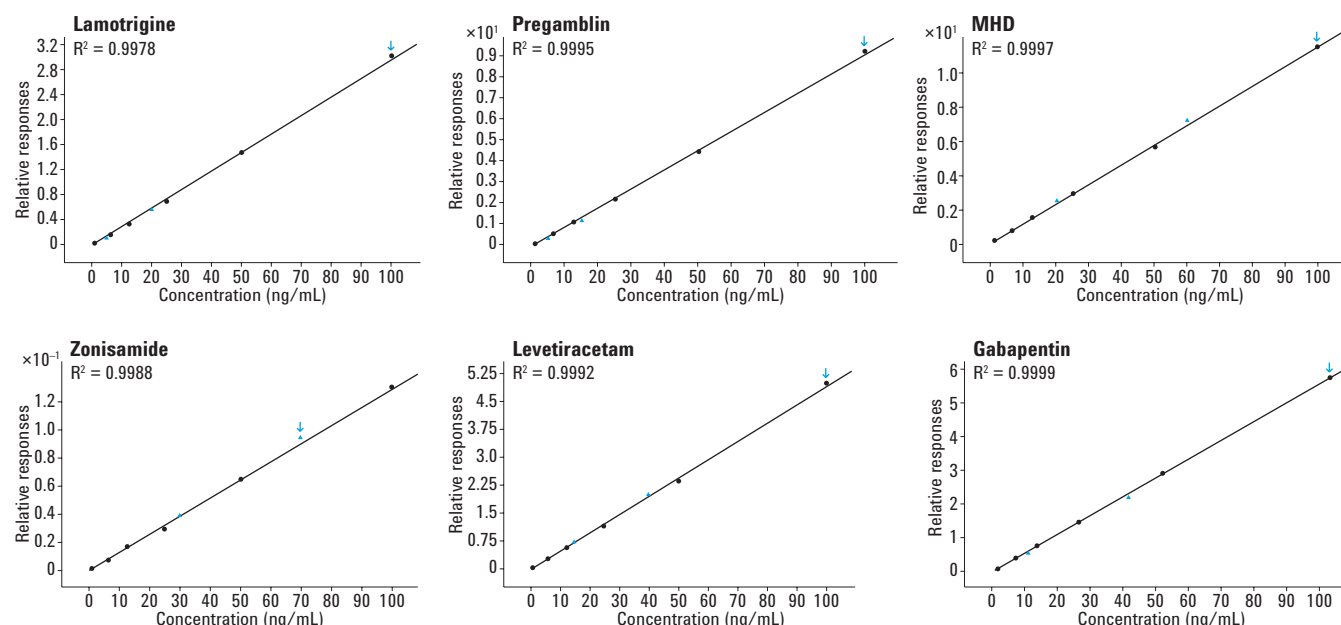 Lamotrigine
R² = 0.9978
3.2
2.8
2.4
2.0
1.6
1.2
0.8
0.4
0
Relative responses
0 10 20 30 40 50 60 70 80 90 100
Concentration (ng/mL)
Pregamblin
×10¹
R² = 0.9995
0.9
0.8
0.7
0.6
0.5
0.4
0.3
0.2
0.1
0
Relative responses
0 10 20 30 40 50 60 70 80 90 100
Concentration (ng/mL)
MHD
×10¹
R² = 0.9997
1.0
0.8
0.6
0.4
0.2
0
Relative responses
0 10 20 30 40 50 60 70 80 90 100
Concentration (ng/mL)
Zonisamide
×10⁻¹
R² = 0.9988
1.2
1.0
0.8
0.6
0.4
0.2
0
Relative responses
0 10 20 30 40 50 60 70 80 90 100
Concentration (ng/mL)
Levetiracetam
R² = 0.9992
5.25
4.5
3.75
3.0
2.25
1.5
0.75
0
Relative responses
0 10 20 30 40 50 60 70 80 90 100
Concentration (ng/mL)
Gabapentin
R² = 0.9999
6
5
4
3
2
1
0
Relative responses
0 10 20 30 40 50 60 70 80 90 100
Concentration (ng/mL)